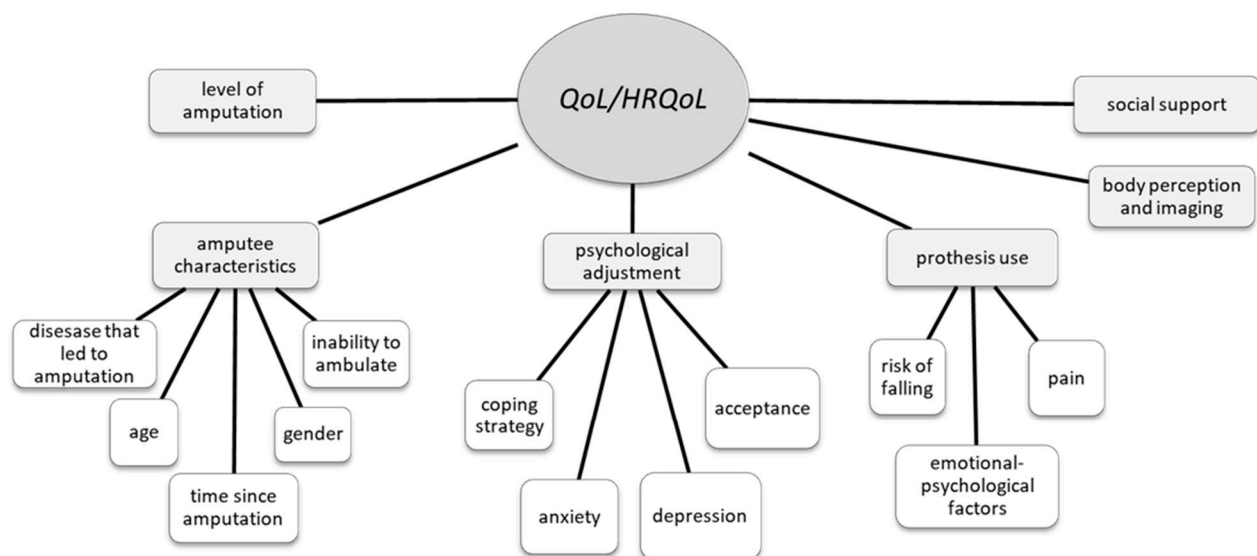 QoL/HRQoL
level of
amputation
social support
body perception
and imaging
amputee
characteristics
psychological
adjustment
prothesis use
disesase that
led to
amputation
inability to
ambulate
age
gender
time since
amputation
coping
strategy
acceptance
anxiety
depression
risk of
falling
pain
emotional-
psychological
factors